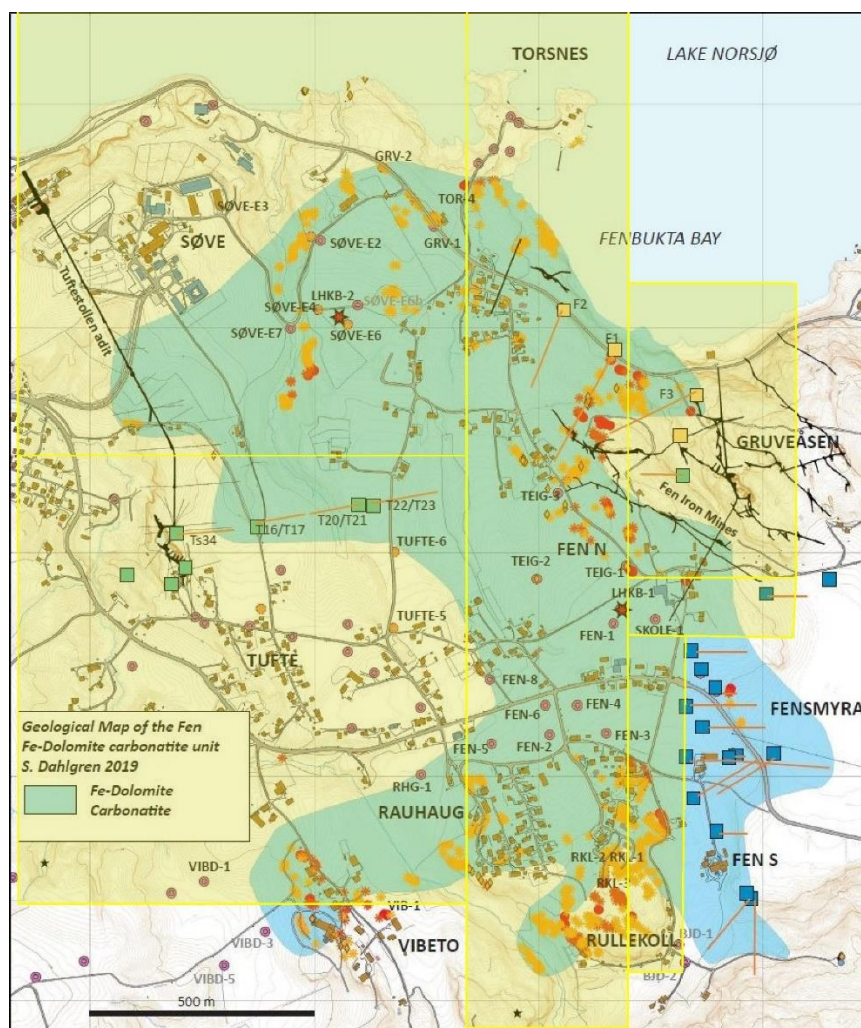 TORSNES
LAKE NORSJØ
GRV-2
SØVE-E3
TOR-4
SØVE
SØVE-E2
GRV-1
FENBUKTA BAY
LHKB-2
SØVE-E6b
SØVE-E4
F2
SØVE-E7
SØVE-E6
Tuftestollen adit
F1
F3
GRUVEÅSEN
TEIG-3
Fen Iron Mines
T22/T23
T20/T21
T16/T17
Ts34
FEN N
TUFTE-6
TEIG-2
TEIG-1
LHKB-1
TUFTE-5
FEN-1
SKOLE-1
TUFTE
FEN-8
FENSMYRA
FEN-6
FEN-4
Geological Map of the Fen
Fe-Dolomite carbonatite unit
S. Dahlgren 2019
Fe-Dolomite
Carbonatite
FEN-5
FEN-2
FEN-3
RHG-1
RAUHAUG
RKL-2
RKL-1
FEN S
VIBD-1
RKL-3
VIB-1
VIBD-3
VIBETO
RULLEKOLL
BJD-1
VIBD-5
BJD-2
500 m